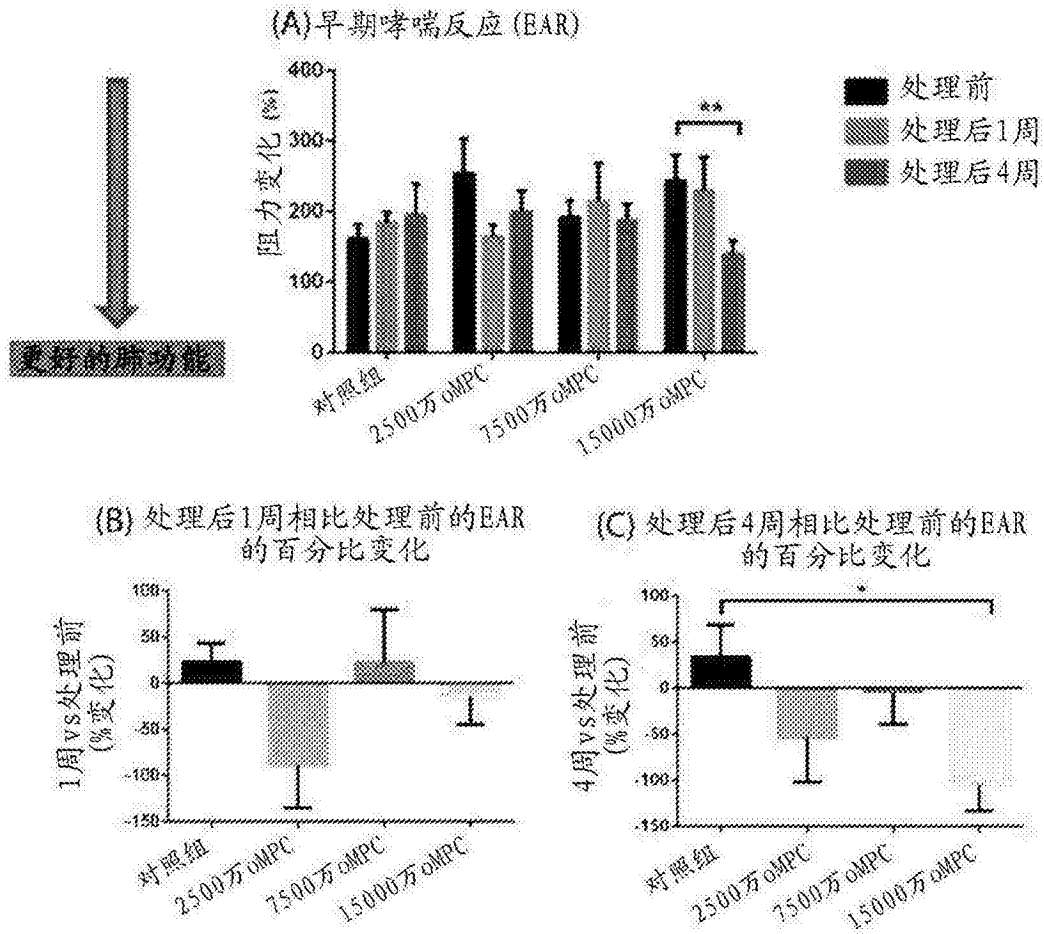 (A)早期哮喘反应(EAR)
阻力变化(%)
400
300
200
100
0
**
处理前
处理后1周
处理后4周
更好的肺功能
对照组
2500万oMPC
7500万oMPC
15000万oMPC
(B) 处理后1周相比处理前的EAR
的百分比变化
1周vs处理前
(%变化)
100
50
0
-50
-100
-150
对照组
2500万oMPC
7500万oMPC
15000万oMPC
(C) 处理后4周相比处理前的EAR
的百分比变化
4周vs处理前
(%变化)
100
50
0
-50
-100
-150
*
对照组
2500万oMPC
7500万oMPC
15000万oMPC